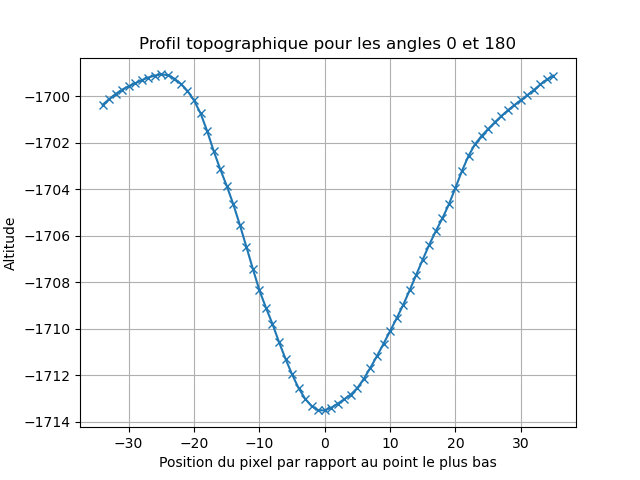 Profil topographique pour les angles 0 et 180
Altitude
−1700
−1702
−1704
−1706
−1708
−1710
−1712
−1714
−30 −20 −10 0 10 20 30
Position du pixel par rapport au point le plus bas